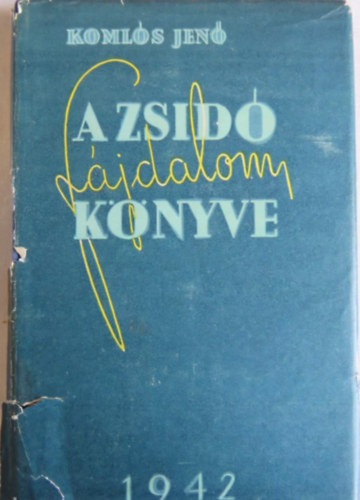 KOMLÓS JENŐ
A ZSIDÓ
fájdalom
KÖNYVE
1942